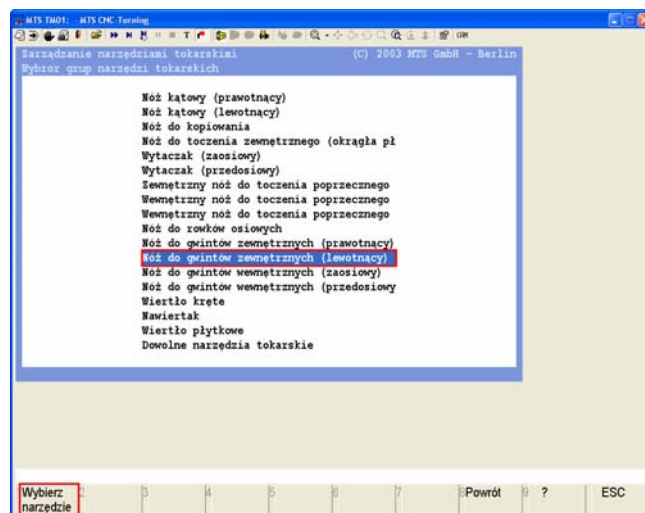 MTS TM01: - MTS CNC-Turning
Zarządzanie narzędziami tokarskimi (C) 2003 MTS GmbH - Berlin
Wybrór grup narzędzi tokarskich
Nóż kątowy (prawotnący)
Nóż kątowy (lewotnący)
Nóż do kopiowania
Nóż do toczenia zewnętrznego (okrągła pł
Wytaczak (zaosiowy)
Wytaczak (przedosiowy)
Zewnętrzny nóż do toczenia poprzecznego
Wewnętrzny nóż do toczenia poprzecznego
Wewnętrzny nóż do toczenia poprzecznego
Nóż do rowków osiowych
Nóż do gwintów zewnętrznych (prawotnący)
Nóż do gwintów zewnętrznych (lewotnący)
Nóż do gwintów wewnętrznych (zaosiowy)
Nóż do gwintów wewnętrznych (przedosiowy
Wiertło kręte
Nawiertak
Wiertło płytkowe
Dowolne narzędzia tokarskie
Wybierz narzędzie 2 3 4 5 6 7 8 Powrót 9 ? ESC